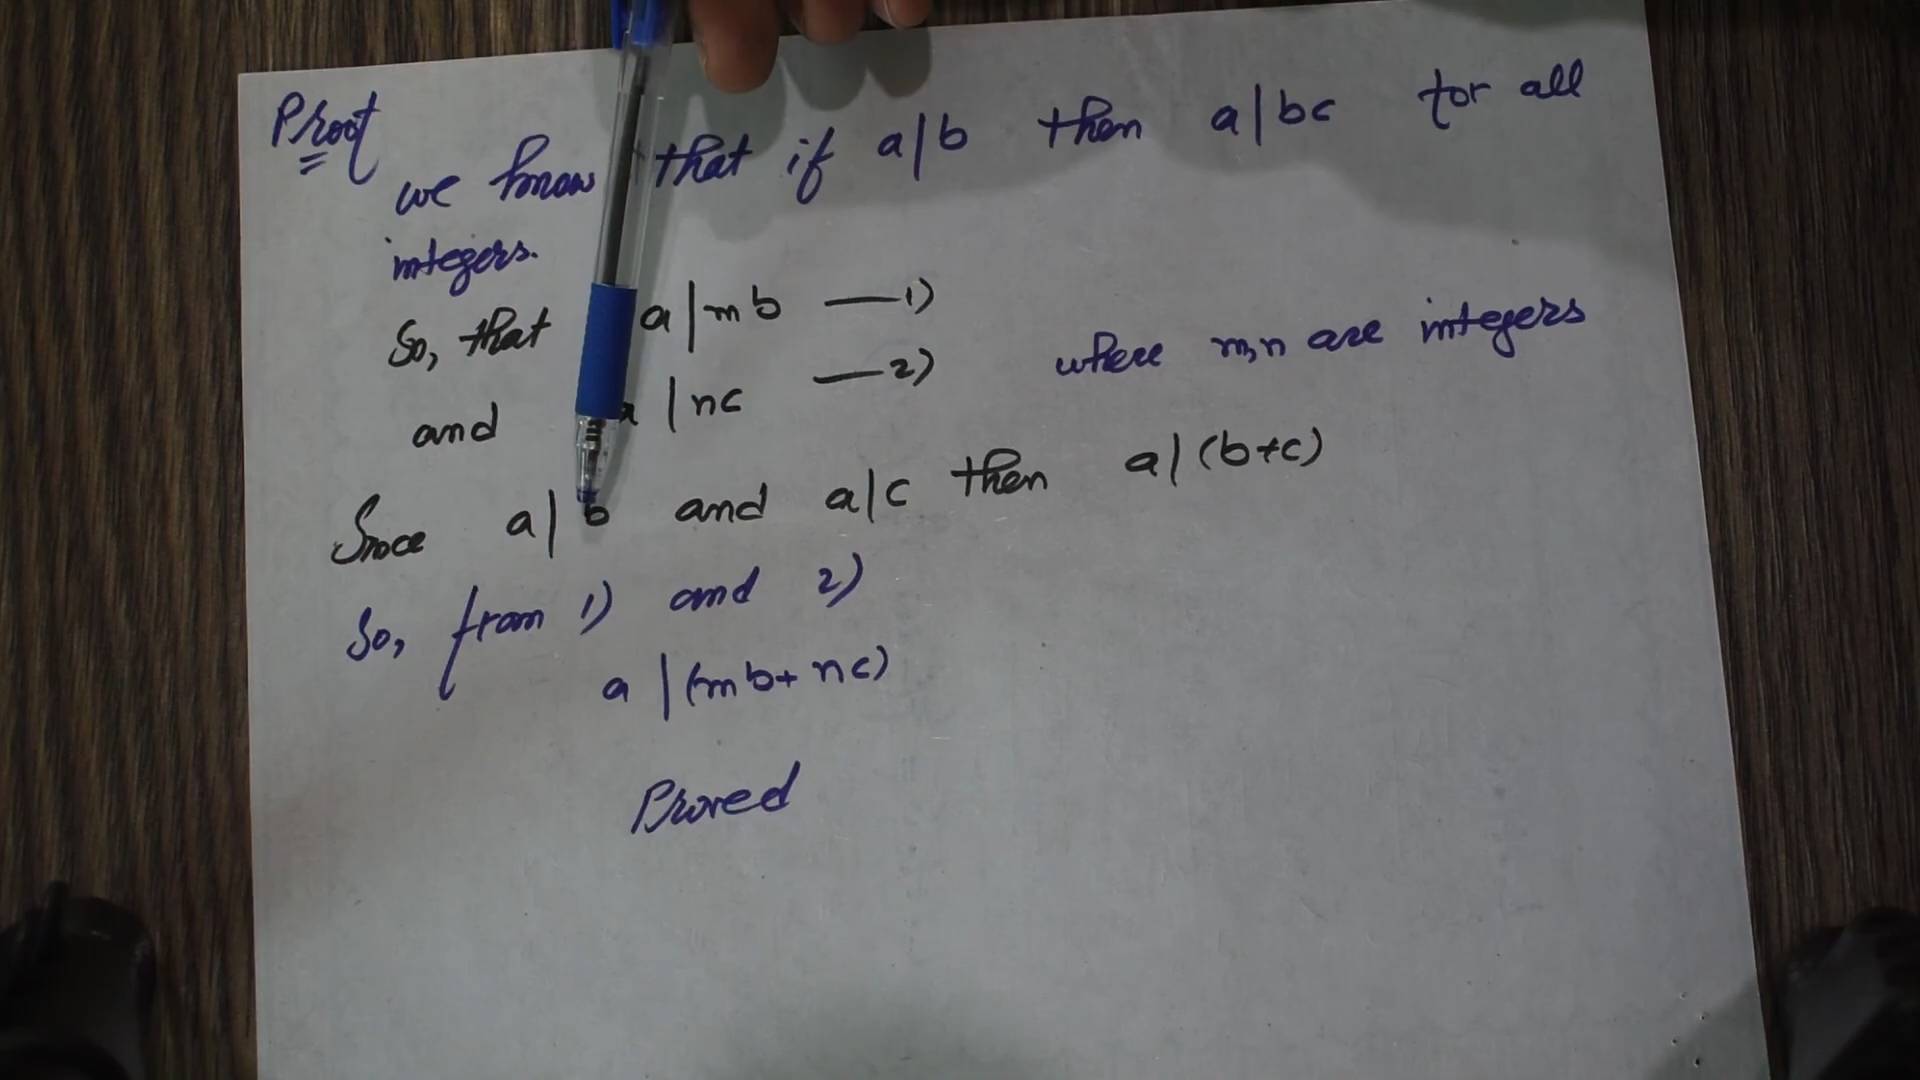 Proof
we know that if a|b then a|bc for all
integers.
So, that a|mb —1)
and a|nc —2) where m,n are integers
Since a|b and a|c then a|(b+c)
So, from 1) and 2)
a|(mb+nc)
Proved